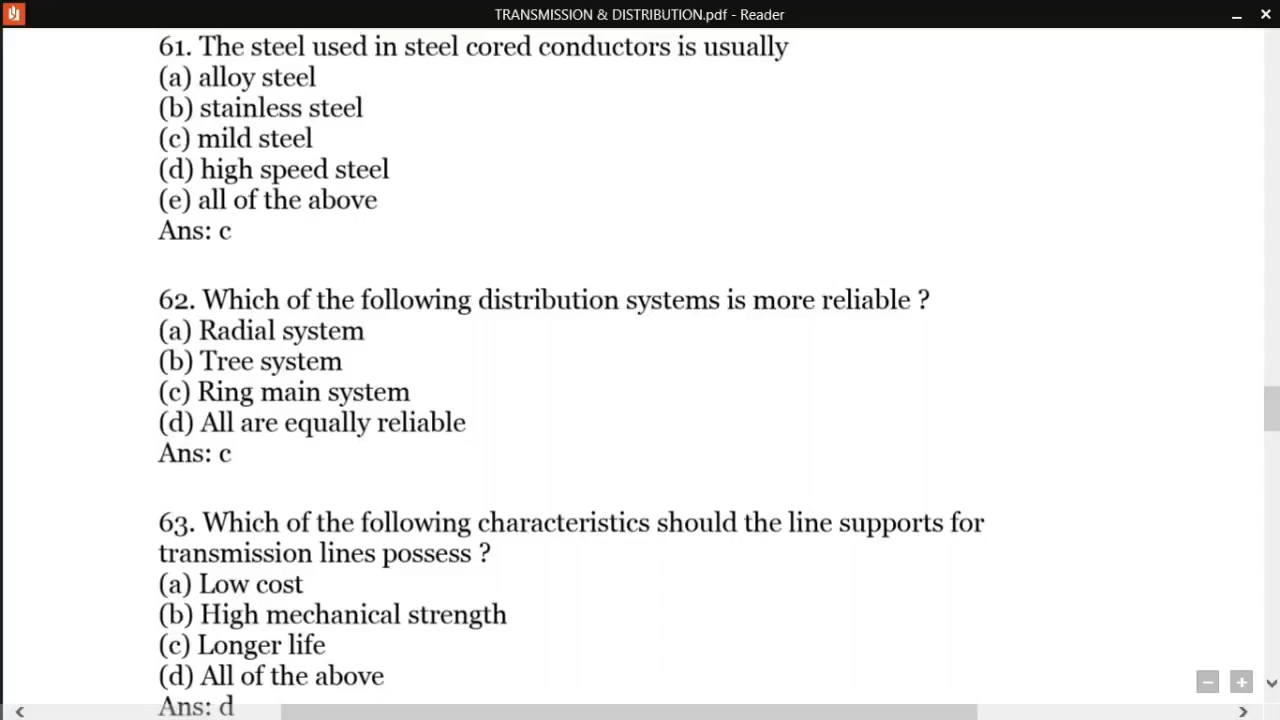 TRANSMISSION & DISTRIBUTION.pdf - Reader
61. The steel used in steel cored conductors is usually
(a) alloy steel
(b) stainless steel
(c) mild steel
(d) high speed steel
(e) all of the above
Ans: c
62. Which of the following distribution systems is more reliable ?
(a) Radial system
(b) Tree system
(c) Ring main system
(d) All are equally reliable
Ans: c
63. Which of the following characteristics should the line supports for
transmission lines possess ?
(a) Low cost
(b) High mechanical strength
(c) Longer life
(d) All of the above
Ans: d